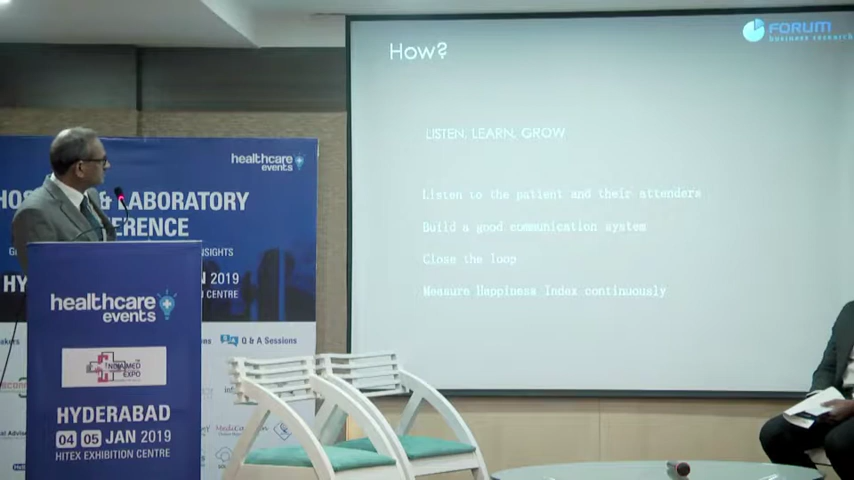 How?
FORUM
business research
LISTEN, LEARN, GROW
Listen to the patient and their attenders
Build a good communication system
Close the loop
Measure Happiness Index continuously
healthcare
events
& LABORATORY
2019
CENTRE
Q & A Sessions
healthcare
events
INDIAMED
EXPO
HYDERABAD
04 05 JAN 2019
HITEX EXHIBITION CENTRE